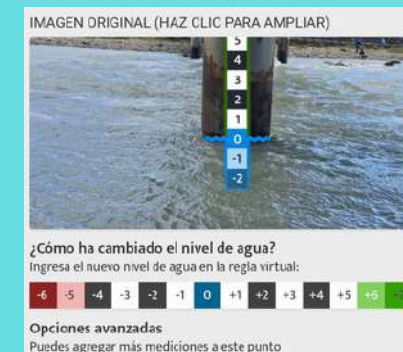 IMAGEN ORIGINAL (HAZ CLIC PARA AMPLIAR)
5
4
3
2
1
0
-1
-2
¿Cómo ha cambiado el nivel de agua?
Ingresa el nuevo nivel de agua en la regla virtual:
-6 -5 -4 -3 -2 -1 0 +1 +2 +3 +4 +5 +6
Opciones avanzadas
Puedes agregar más mediciones a este punto